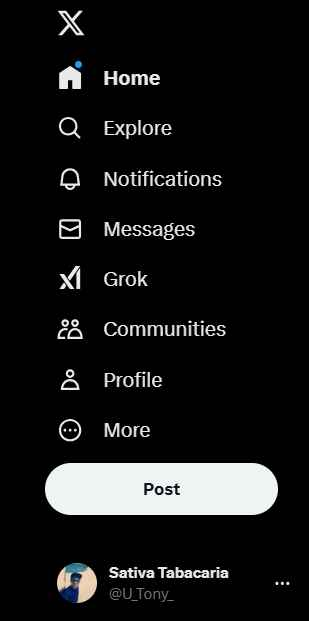 Home
Explore
Notifications
Messages
Grok
Communities
Profile
More
Post
Sativa Tabacaria
@U_Tony_